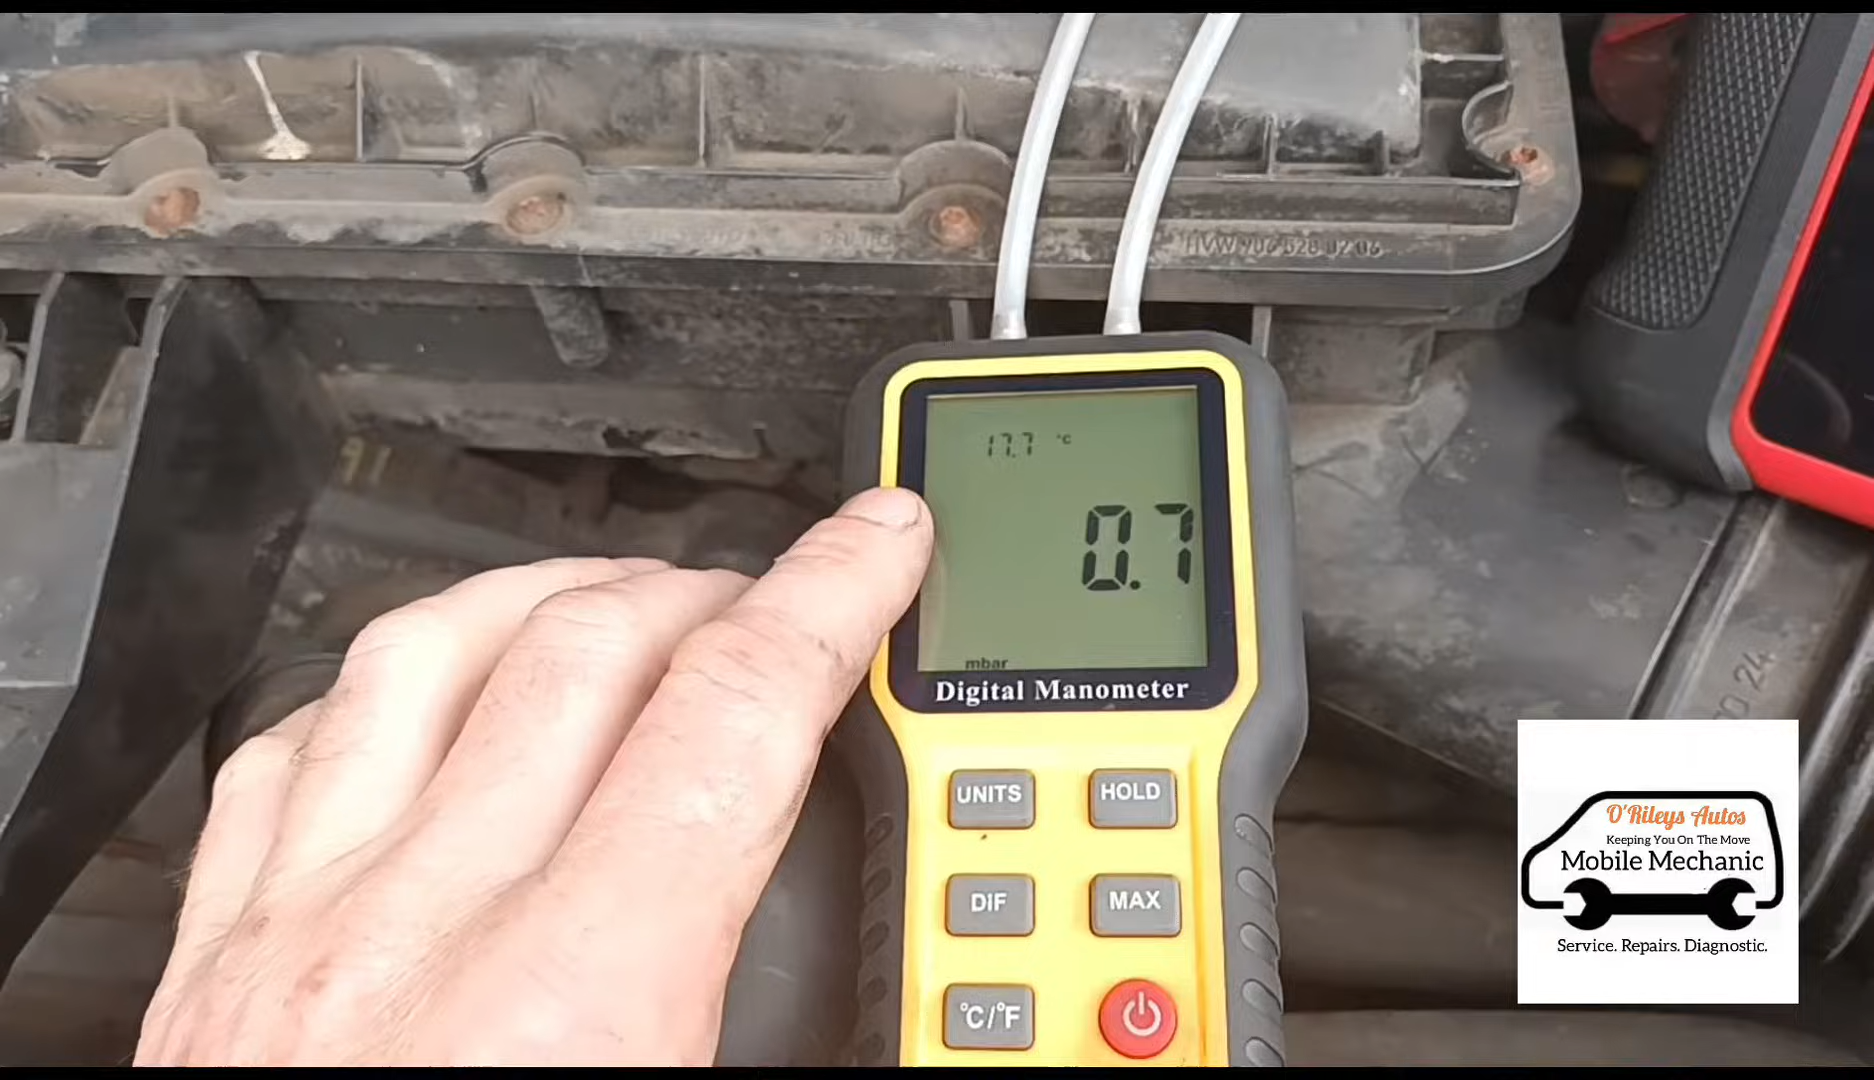 17.7 °C
0.7
mbar
Digital Manometer
UNITS
HOLD
DIF
MAX
°C/°F
24
O'Rileys Autos
Keeping You On The Move
Mobile Mechanic
Service. Repairs. Diagnostic.